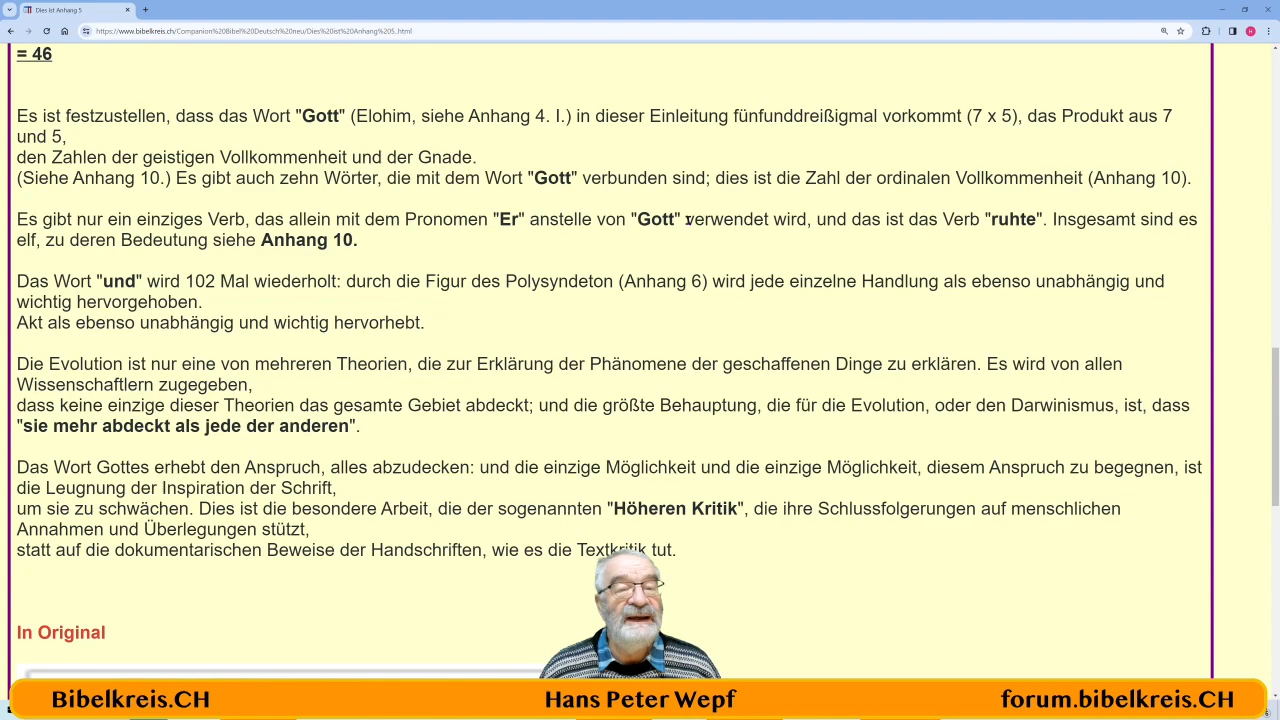 Dies ist Anhang 5
https://www.bibelkreis.ch/Companion%20Bibel%20Deutsch%20neu/Dies%20ist%20Anhang%205..html
= 46
Es ist festzustellen, dass das Wort "Gott" (Elohim, siehe Anhang 4. I.) in dieser Einleitung fünfunddreißigmal vorkommt (7 x 5), das Produkt aus 7
und 5,
den Zahlen der geistigen Vollkommenheit und der Gnade.
(Siehe Anhang 10.) Es gibt auch zehn Wörter, die mit dem Wort "Gott" verbunden sind; dies ist die Zahl der ordinalen Vollkommenheit (Anhang 10).
Es gibt nur ein einziges Verb, das allein mit dem Pronomen "Er" anstelle von "Gott" verwendet wird, und das ist das Verb "ruhte". Insgesamt sind es
elf, zu deren Bedeutung siehe Anhang 10.
Das Wort "und" wird 102 Mal wiederholt: durch die Figur des Polysyndeton (Anhang 6) wird jede einzelne Handlung als ebenso unabhängig und
wichtig hervorgehoben.
Akt als ebenso unabhängig und wichtig hervorhebt.
Die Evolution ist nur eine von mehreren Theorien, die zur Erklärung der Phänomene der geschaffenen Dinge zu erklären. Es wird von allen
Wissenschaftlern zugegeben,
dass keine einzige dieser Theorien das gesamte Gebiet abdeckt; und die größte Behauptung, die für die Evolution, oder den Darwinismus, ist, dass
"sie mehr abdeckt als jede der anderen".
Das Wort Gottes erhebt den Anspruch, alles abzudecken: und die einzige Möglichkeit und die einzige Möglichkeit, diesem Anspruch zu begegnen, ist
die Leugnung der Inspiration der Schrift,
um sie zu schwächen. Dies ist die besondere Arbeit, die der sogenannten "Höheren Kritik", die ihre Schlussfolgerungen auf menschlichen
Annahmen und Überlegungen stützt,
statt auf die dokumentarischen Beweise der Handschriften, wie es die Textkritik tut.
In Original
Bibelkreis.CH
Hans Peter Wepf
forum.bibelkreis.CH